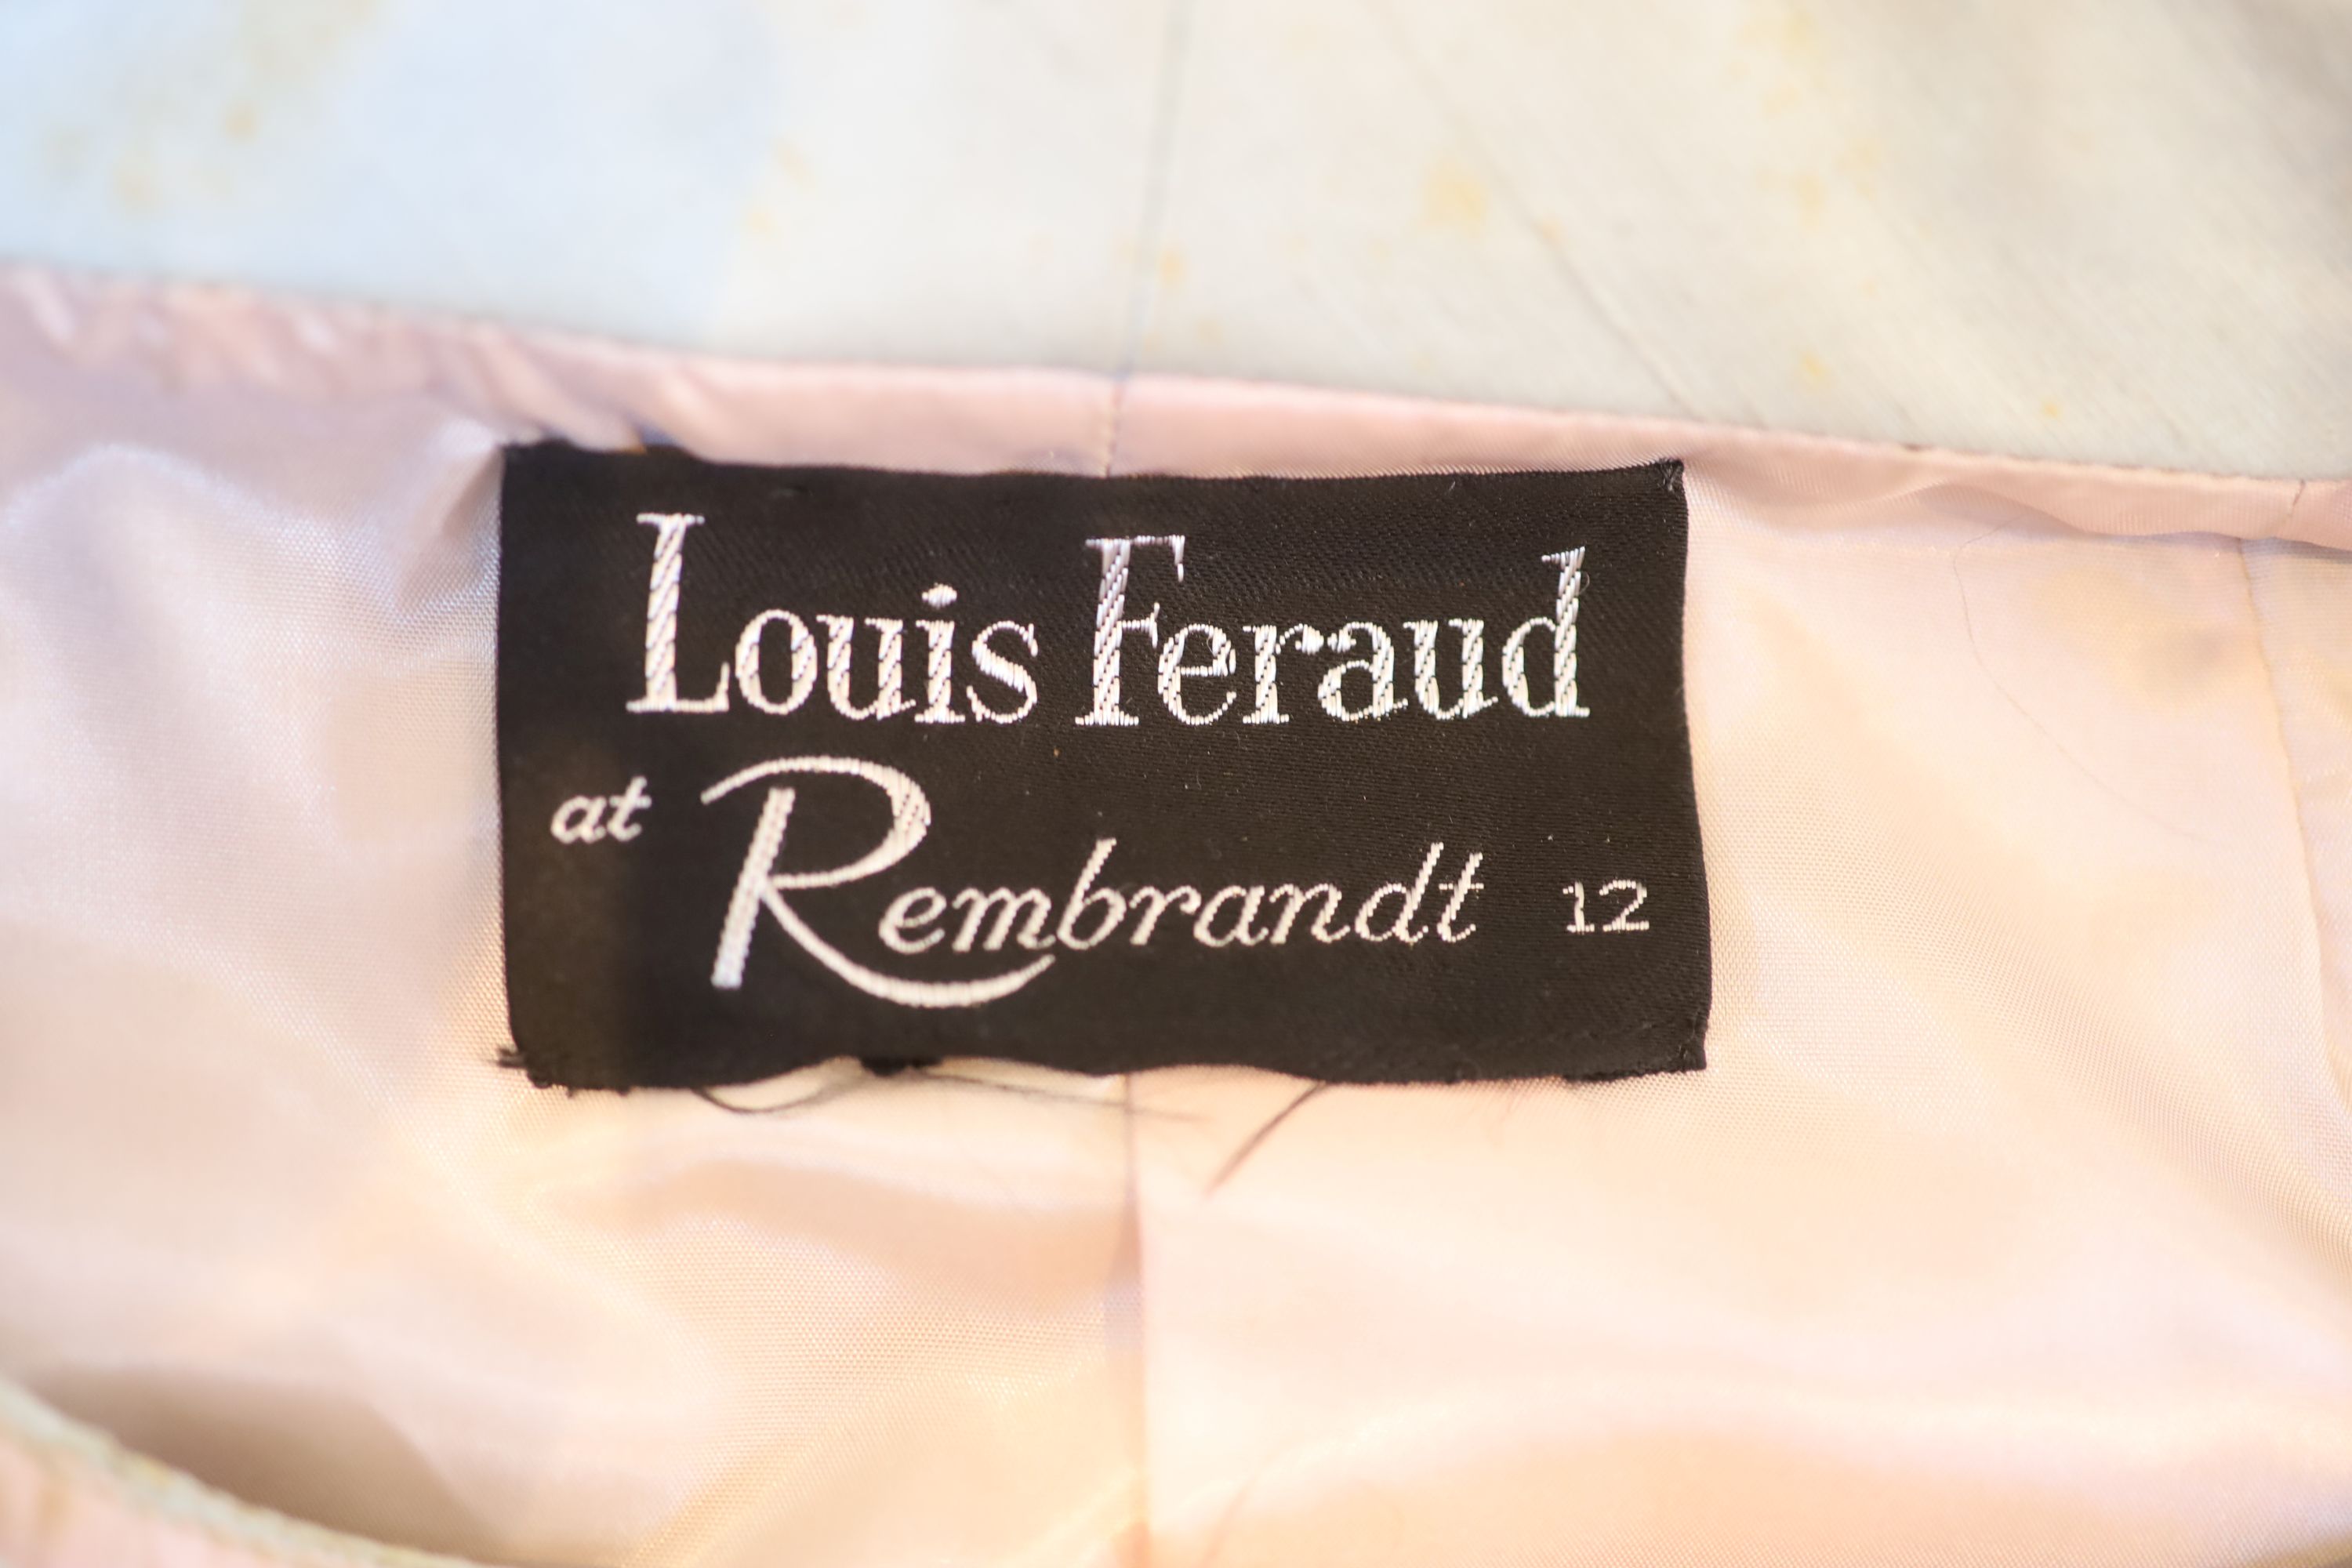 Louis Feraud
at Rembrandt 12